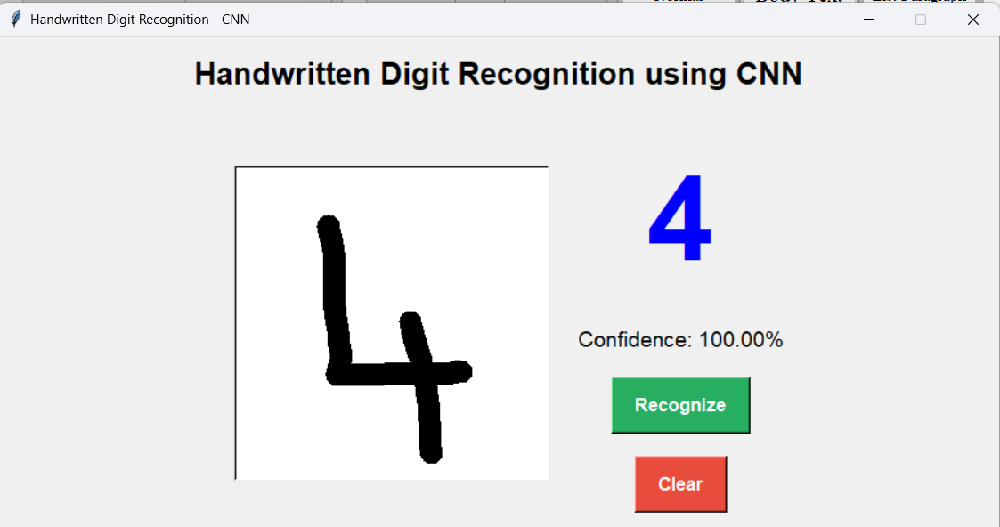 Handwritten Digit Recognition - CNN
Handwritten Digit Recognition using CNN
4
4
Confidence: 100.00%
Recognize
Clear